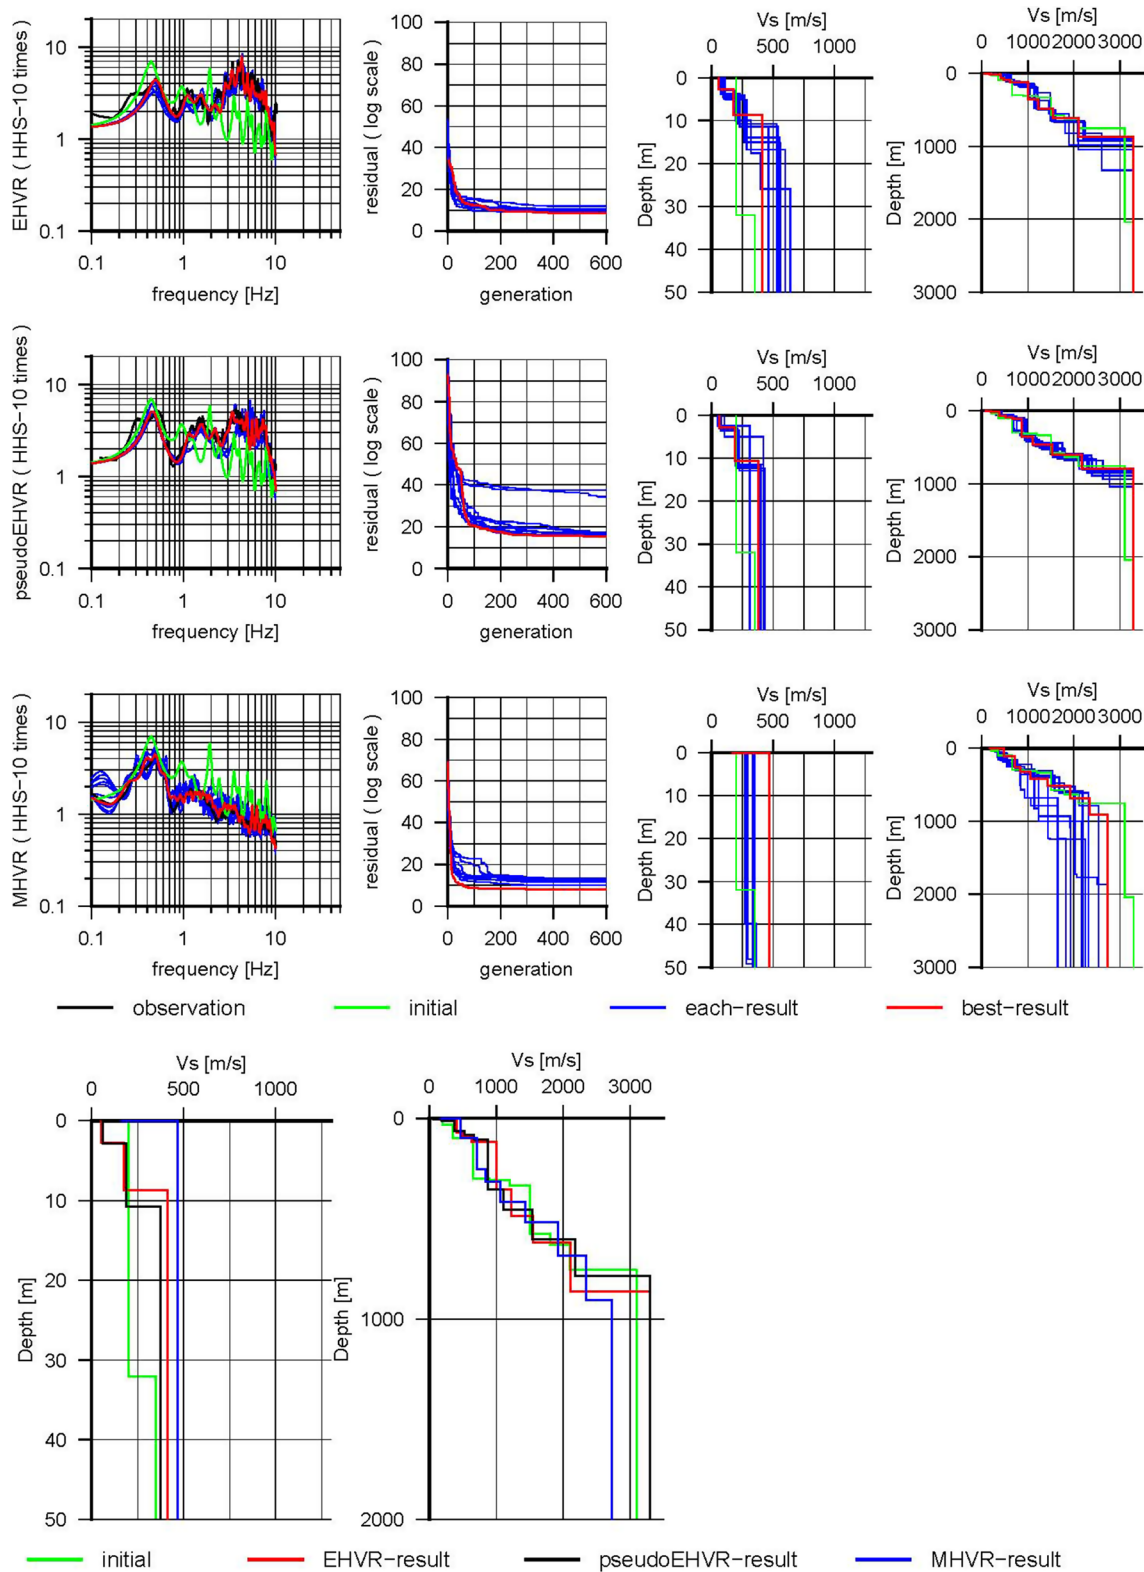 Vs [m/s]
0 500 1000
Vs [m/s]
0 1000 2000 3000
EHVR ( HHS−10 times )
10
1
0.1
0.1 1 10
frequency [Hz]
residual ( log scale )
100
80
60
40
20
0
0 200 400 600
generation
Depth [m]
0
10
20
30
40
50
Depth [m]
0
1000
2000
3000
Vs [m/s]
0 500 1000
Vs [m/s]
0 1000 2000 3000
pseudoEHVR ( HHS−10 times )
10
1
0.1
0.1 1 10
frequency [Hz]
residual ( log scale )
100
80
60
40
20
0
0 200 400 600
generation
Depth [m]
0
10
20
30
40
50
Depth [m]
0
1000
2000
3000
Vs [m/s]
0 500 1000
Vs [m/s]
0 1000 2000 3000
MHVR ( HHS−10 times )
10
1
0.1
0.1 1 10
frequency [Hz]
residual ( log scale )
100
80
60
40
20
0
0 200 400 600
generation
Depth [m]
0
10
20
30
40
50
Depth [m]
0
1000
2000
3000
observation initial each−result best−result
Vs [m/s]
0 500 1000
Depth [m]
0
10
20
30
40
50
Vs [m/s]
0 1000 2000 3000
Depth [m]
0
1000
2000
initial EHVR−result pseudoEHVR−result MHVR−result